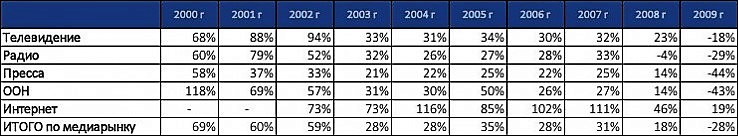 2000 г 2001 г 2002 г 2003 г 2004 г 2005 г 2006 г 2007 г 2008 г 2009 г
Телевидение 68% 88% 94% 33% 31% 34% 30% 32% 23% -18%
Радио 60% 79% 52% 32% 26% 27% 28% 33% -4% -29%
Пресса 58% 37% 33% 21% 22% 25% 22% 25% 14% -44%
ООН 118% 69% 57% 31% 30% 50% 26% 27% 14% -43%
Интернет - - 73% 73% 116% 85% 102% 111% 46% 19%
ИТОГО по медиарынку 69% 60% 59% 28% 28% 35% 28% 31% 18% -28%